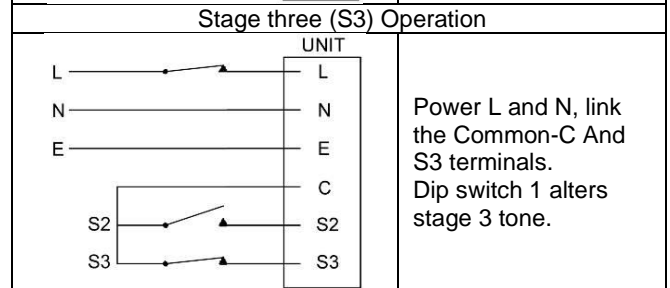 Stage three (S3) Operation
UNIT
L L
N N
E E
C
S2 S2
S3 S3
Power L and N, link
the Common-C And
S3 terminals.
Dip switch 1 alters
stage 3 tone.